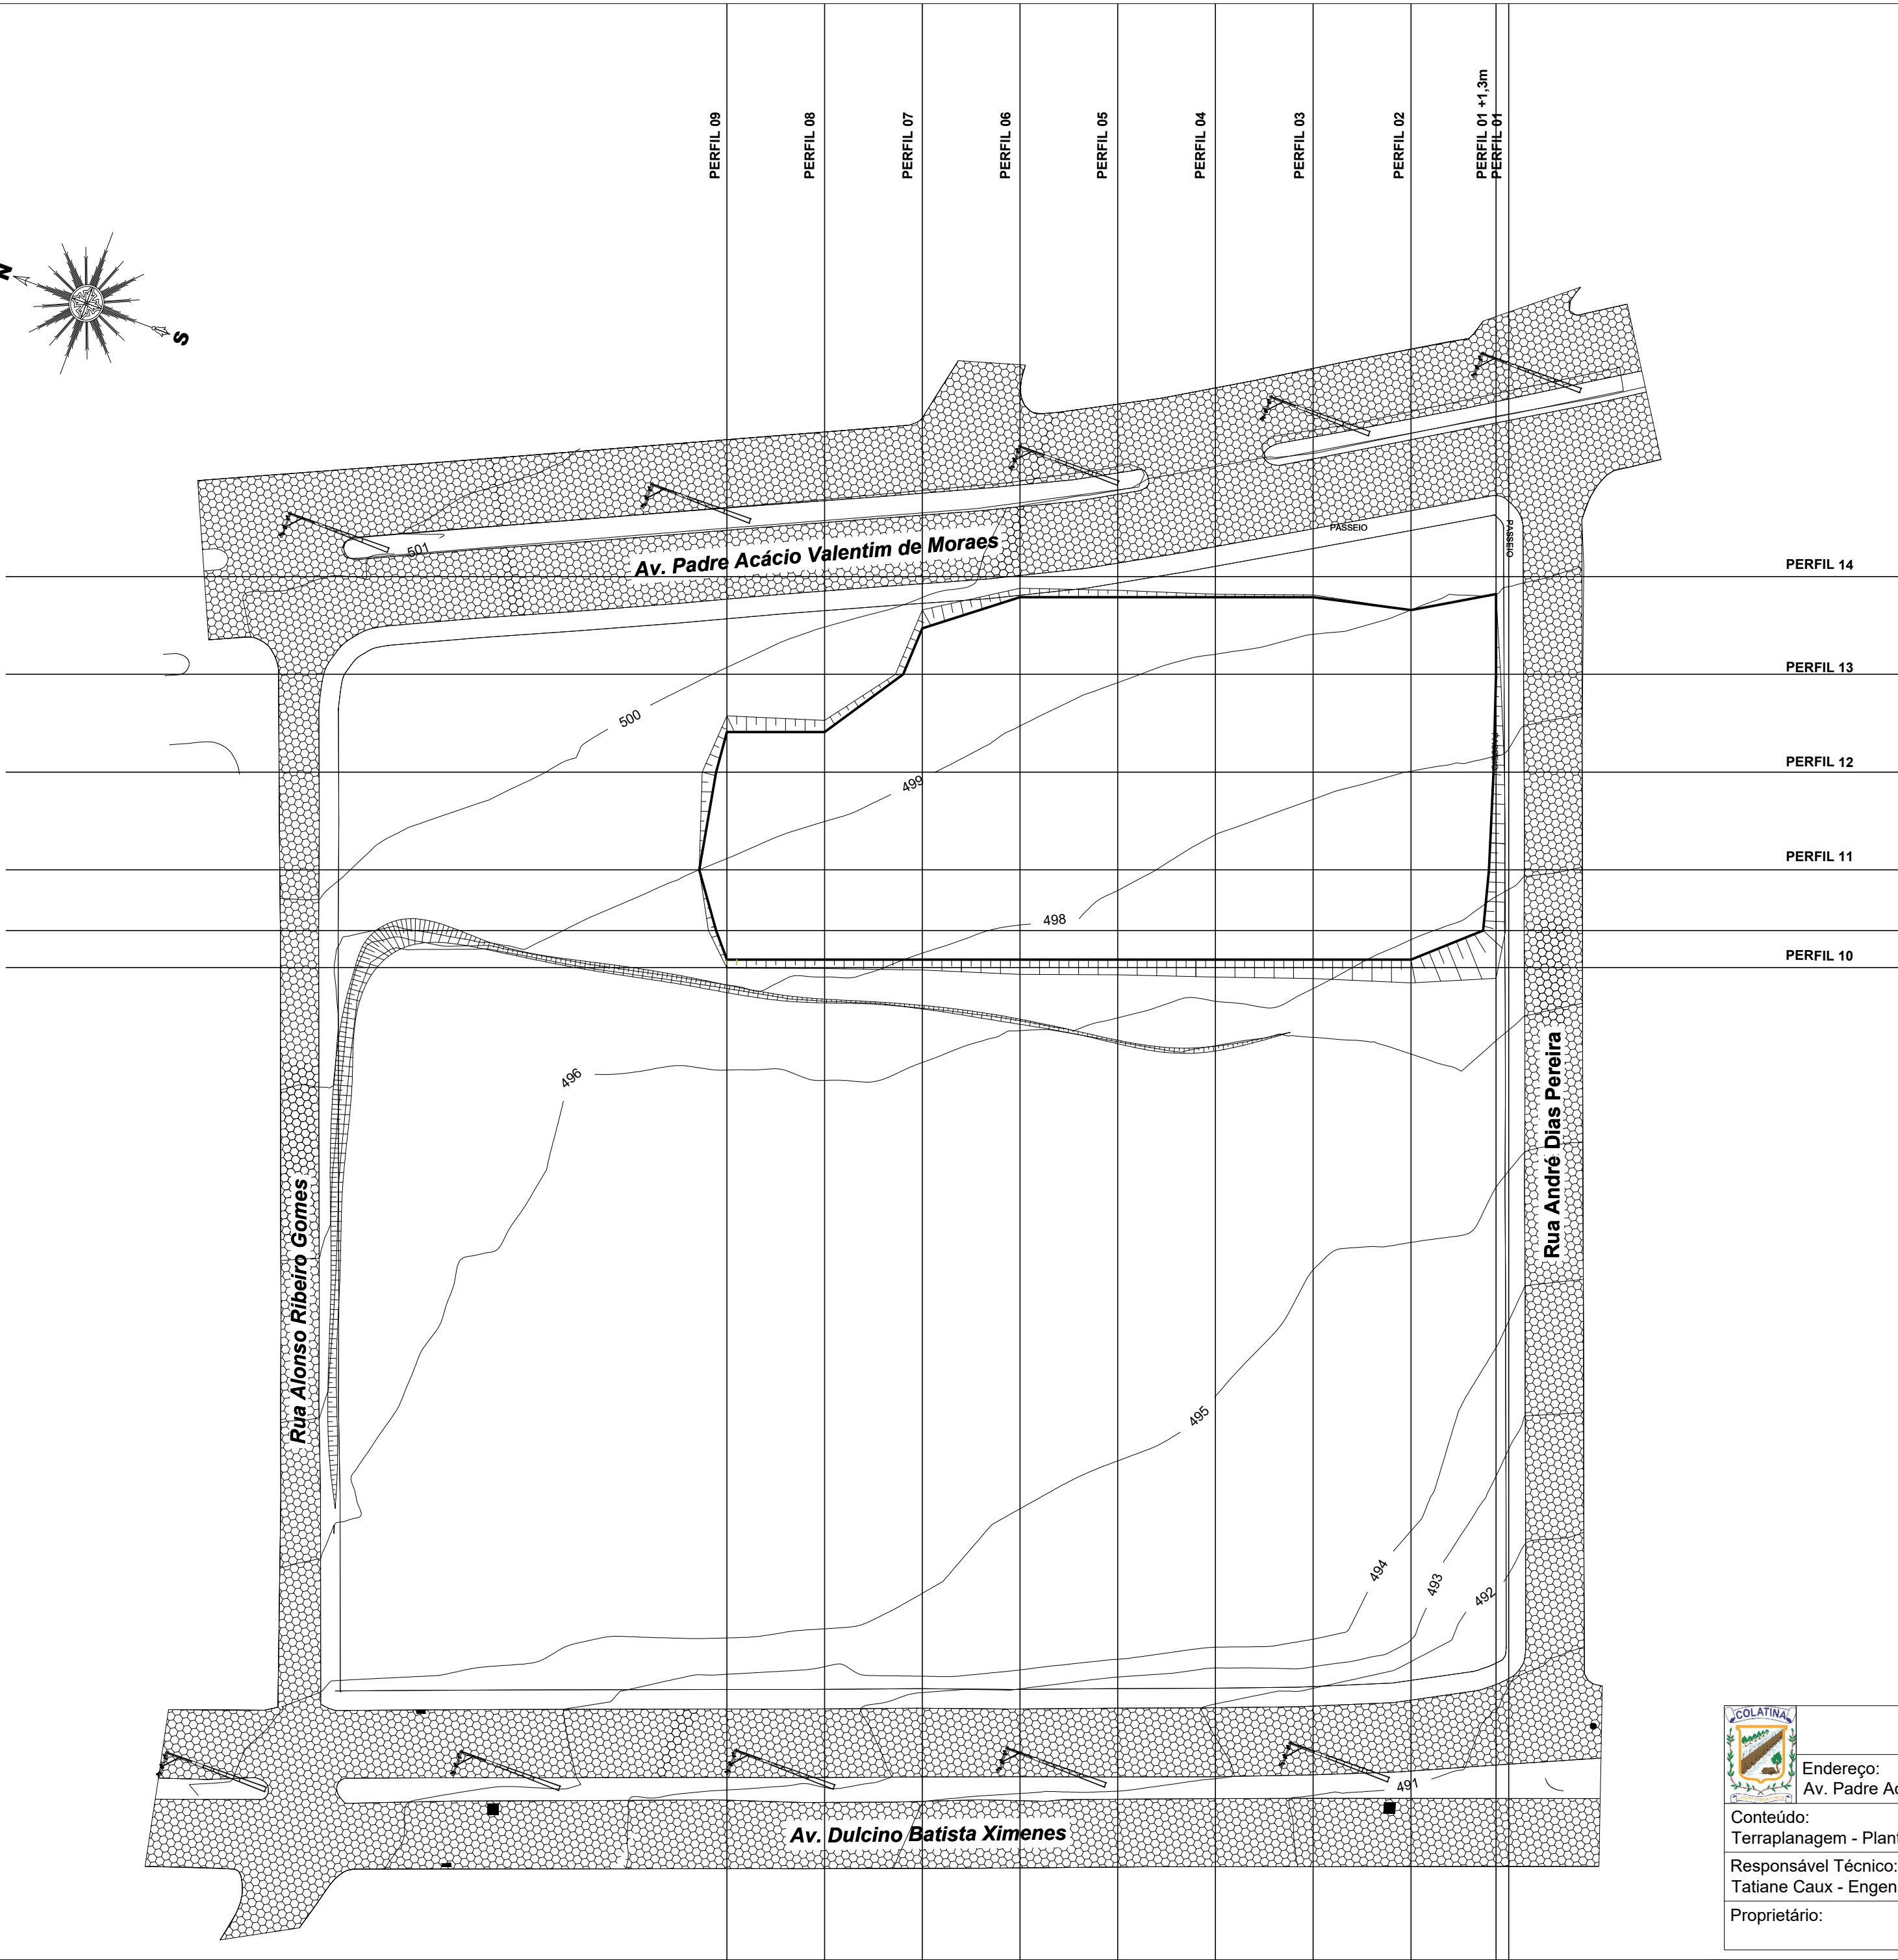 PERFIL 09
PERFIL 08
PERFIL 07
PERFIL 06
PERFIL 05
PERFIL 04
PERFIL 03
PERFIL 02
PERFIL 01 +1,3m
PERFIL 01
N
S
PASSEIO
PASSEIO
501
Av. Padre Acácio Valentim de Moraes
PERFIL 14
PERFIL 13
500
PASSEIO
PERFIL 12
499
PERFIL 11
498
PERFIL 10
496
Rua André Dias Pereira
Rua Alonso Ribeiro Gomes
495
494
493
492
491
Av. Dulcino Batista Ximenes
COLATINA
Endereço:
Av. Padre Ac
Conteúdo:
Terraplanagem - Plant
Responsável Técnico:
Tatiane Caux - Engen
Proprietário: